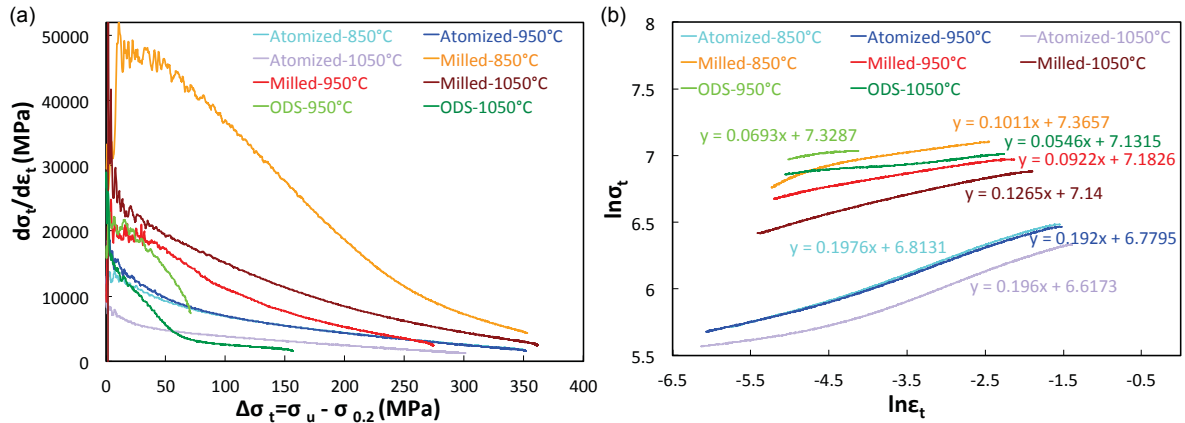 (a)
50000
40000
30000
20000
10000
0
dσt/dεt (MPa)
Atomized-850°C
Atomized-950°C
Atomized-1050°C
Milled-850°C
Milled-950°C
Milled-1050°C
ODS-950°C
ODS-1050°C
0 50 100 150 200 250 300 350 400
Δσ t=σ u - σ 0.2 (MPa)
(b)
8
7.5
7
6.5
6
5.5
lnσt
Atomized-850°C
Atomized-950°C
Atomized-1050°C
Milled-850°C
Milled-950°C
Milled-1050°C
ODS-950°C
ODS-1050°C
y = 0.0693x + 7.3287
y = 0.1011x + 7.3657
y = 0.0546x + 7.1315
y = 0.0922x + 7.1826
y = 0.1265x + 7.14
y = 0.1976x + 6.8131
y = 0.192x + 6.7795
y = 0.196x + 6.6173
-6.5 -5.5 -4.5 -3.5 -2.5 -1.5 -0.5 0.5
lnεt